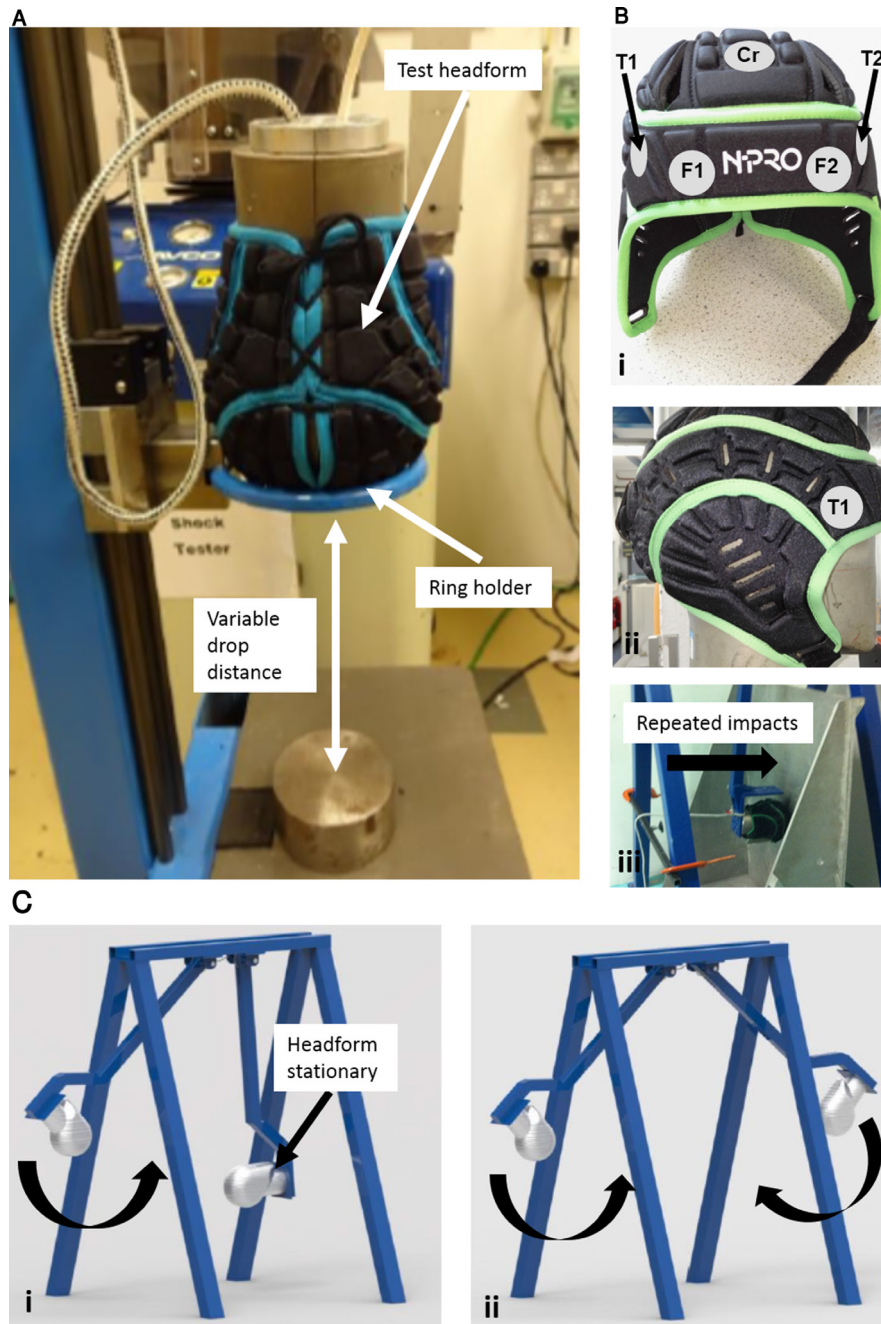 A
Test headform
AVCO
Shock
Tester
Ring holder
Variable
drop
distance
B
T1
Cr
T2
F1
N-PRO
F2
i
T1
ii
Repeated impacts
iii
C
Headform
stationary
i
ii